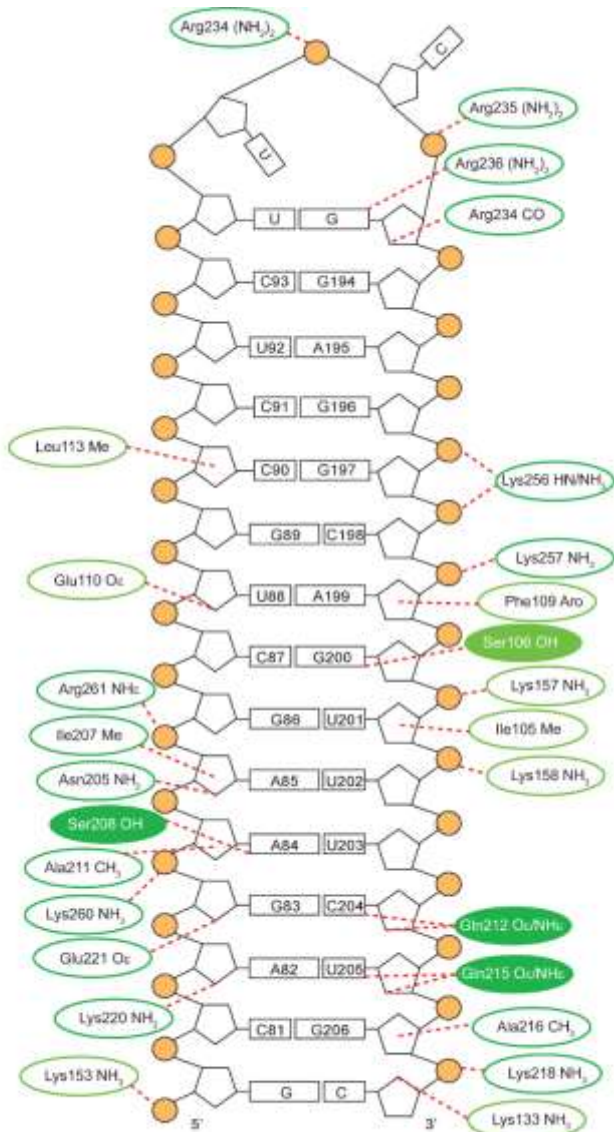 Arg234 (NH₂)₂
C
Arg235 (NH₂)₂
U
Arg236 (NH₂)₃
U G
Arg234 CO
C93 G194
U92 A195
C91 G196
Leu113 Me
C90 G197
Lys256 HN/NH
G89 C198
Lys257 NH₃
Glu110 Oε
U88 A199
Phe109 Aro
Ser106 OH
C87 G200
Arg261 NHε
Lys157 NH₃
G86 U201
Ile207 Me
Ile105 Me
Asn205 NH₂
A85 U202
Lys158 NH₃
Ser208 OH
A84 U203
Ala211 CH₃
Lys260 NH₃
G83 C204
Gln212 Oε/NHε
Glu221 Oε
A82 U205
Gln215 Oε/NHε
Lys220 NH₃
C81 G206
Ala216 CH₃
Lys153 NH₃
Lys218 NH₃
G C
5' 3'
Lys133 NH₃